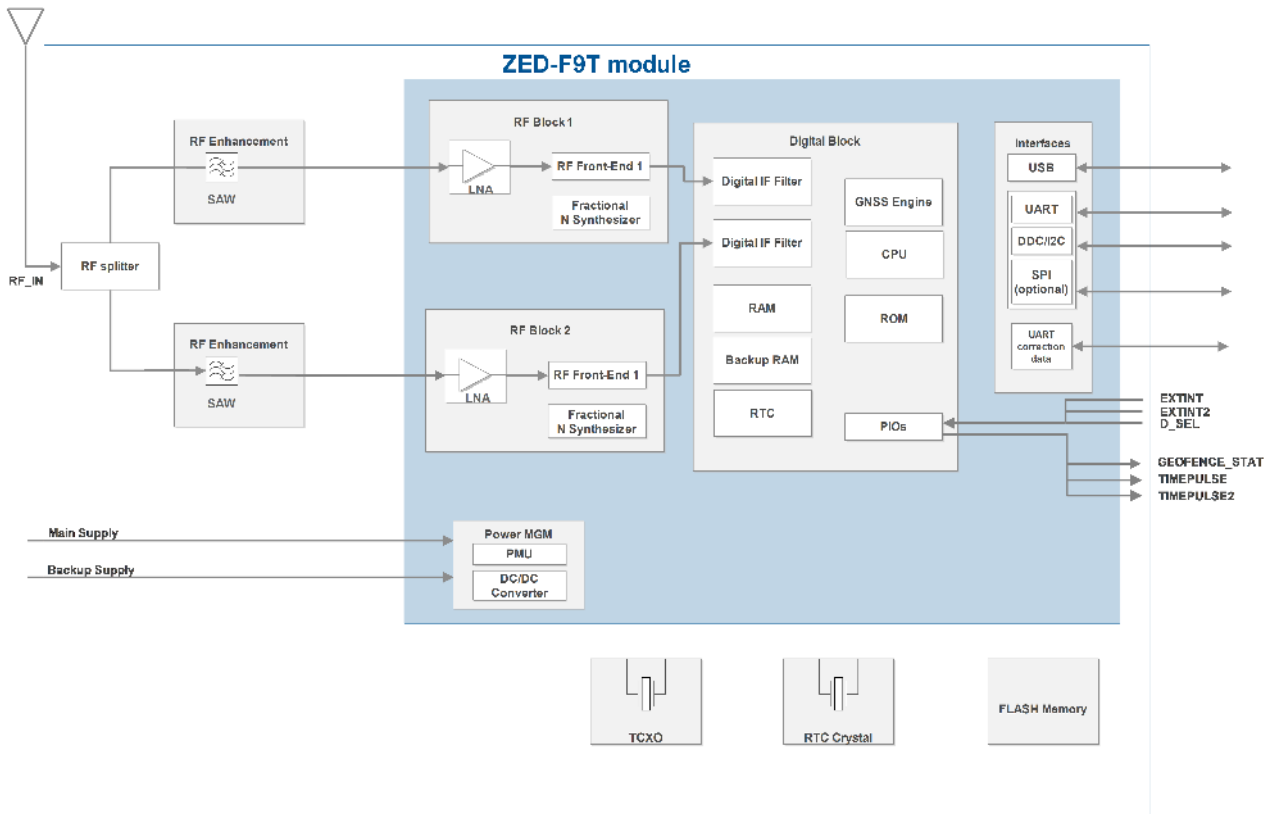 ZED-F9T module
RF_IN
RF splitter
RF Enhancement
SAW
RF Enhancement
SAW
RF Block 1
LNA
RF Front-End 1
Fractional
N Synthesizer
RF Block 2
LNA
RF Front-End 1
Fractional
N Synthesizer
Digital Block
Digital IF Filter
Digital IF Filter
RAM
Backup RAM
RTC
GNSS Engine
CPU
ROM
PIOs
Interfaces
USB
UART
DDC/I2C
SPI
(optional)
UART
correction
data
EXTINT
EXTINT2
D_SEL
GEOFENCE_STAT
TIMEPULSE
TIMEPULSE2
Main Supply
Backup Supply
Power MGM
PMU
DC/DC
Converter
TCXO
RTC Crystal
FLASH Memory